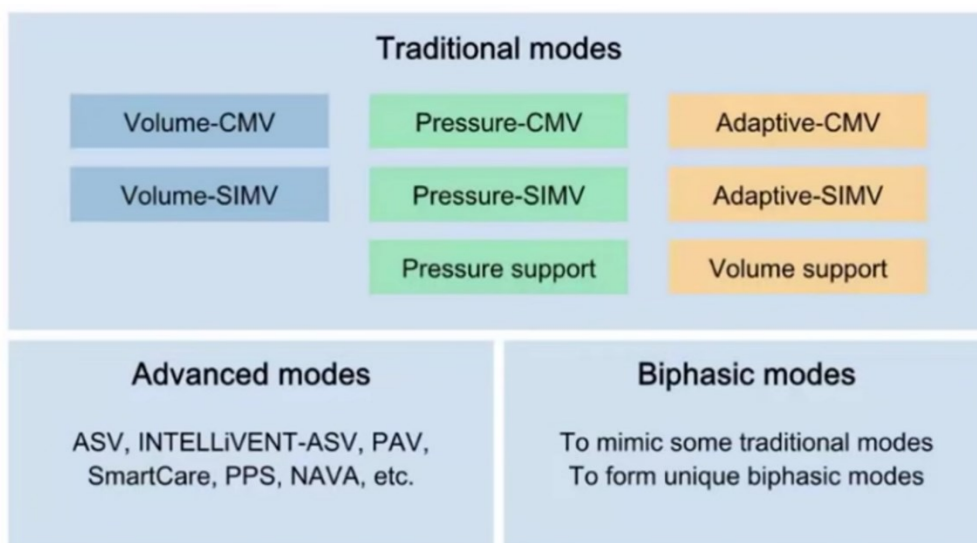 Traditional modes
Volume-CMV
Pressure-CMV
Adaptive-CMV
Volume-SIMV
Pressure-SIMV
Adaptive-SIMV
Pressure support
Volume support
Advanced modes
ASV, INTELLiVENT-ASV, PAV,
SmartCare, PPS, NAVA, etc.
Biphasic modes
To mimic some traditional modes
To form unique biphasic modes